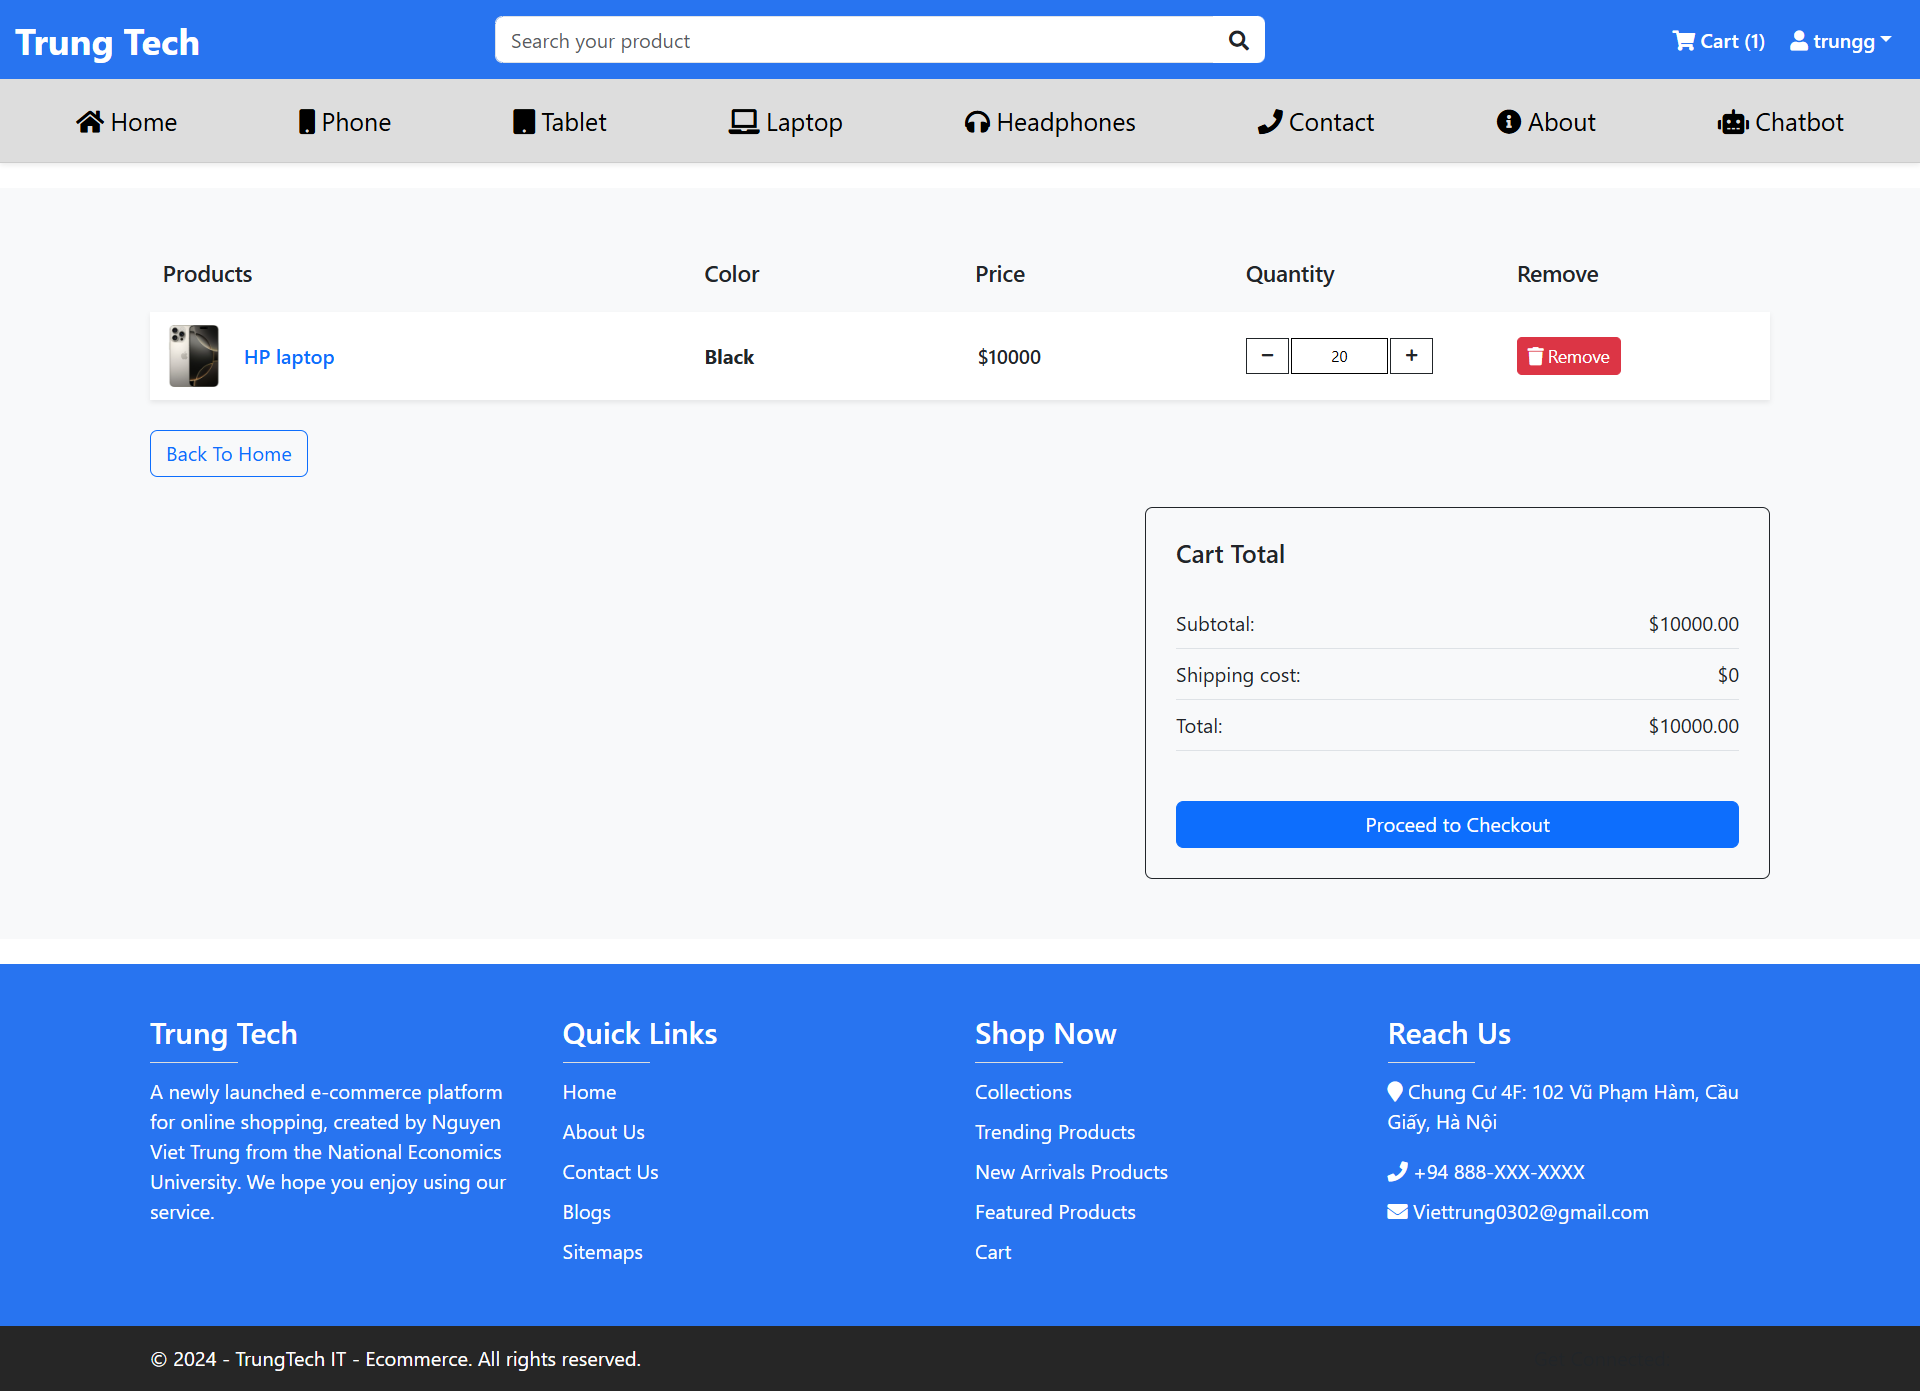 Trung Tech
Search your product
Cart (1)
trungg
Home
Phone
Tablet
Laptop
Headphones
Contact
About
Chatbot
Products Color Price Quantity Remove
HP laptop Black $10000 − 20 + Remove
Back To Home
Cart Total
Subtotal: $10000.00
Shipping cost: $0
Total: $10000.00
Proceed to Checkout
Trung Tech
A newly launched e-commerce platform
for online shopping, created by Nguyen
Viet Trung from the National Economics
University. We hope you enjoy using our
service.
Quick Links
Home
About Us
Contact Us
Blogs
Sitemaps
Shop Now
Collections
Trending Products
New Arrivals Products
Featured Products
Cart
Reach Us
Chung Cư 4F: 102 Vũ Phạm Hàm, Cầu
Giấy, Hà Nội
+94 888-XXX-XXXX
Viettrung0302@gmail.com
© 2024 - TrungTech IT - Ecommerce. All rights reserved.